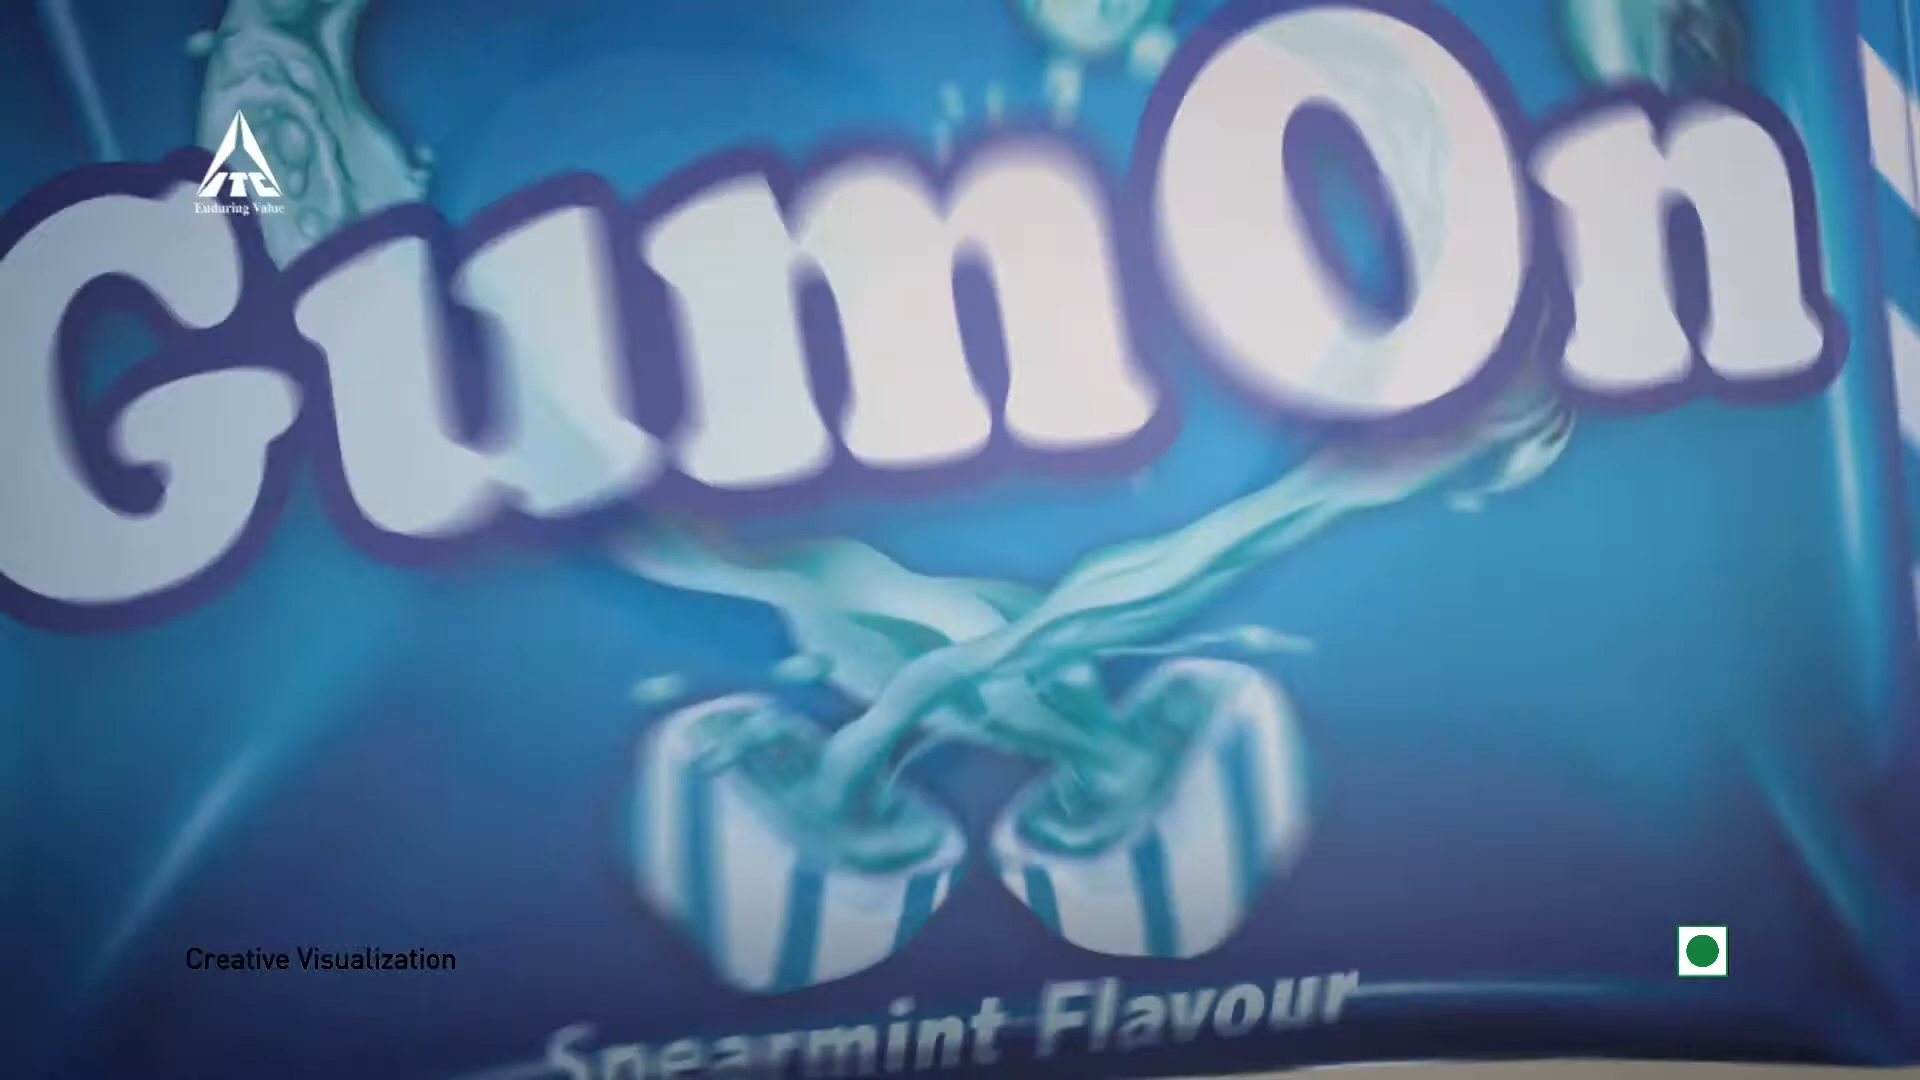 ITC
Enduring Value
GumOn
Creative Visualization
Spearmint Flavour